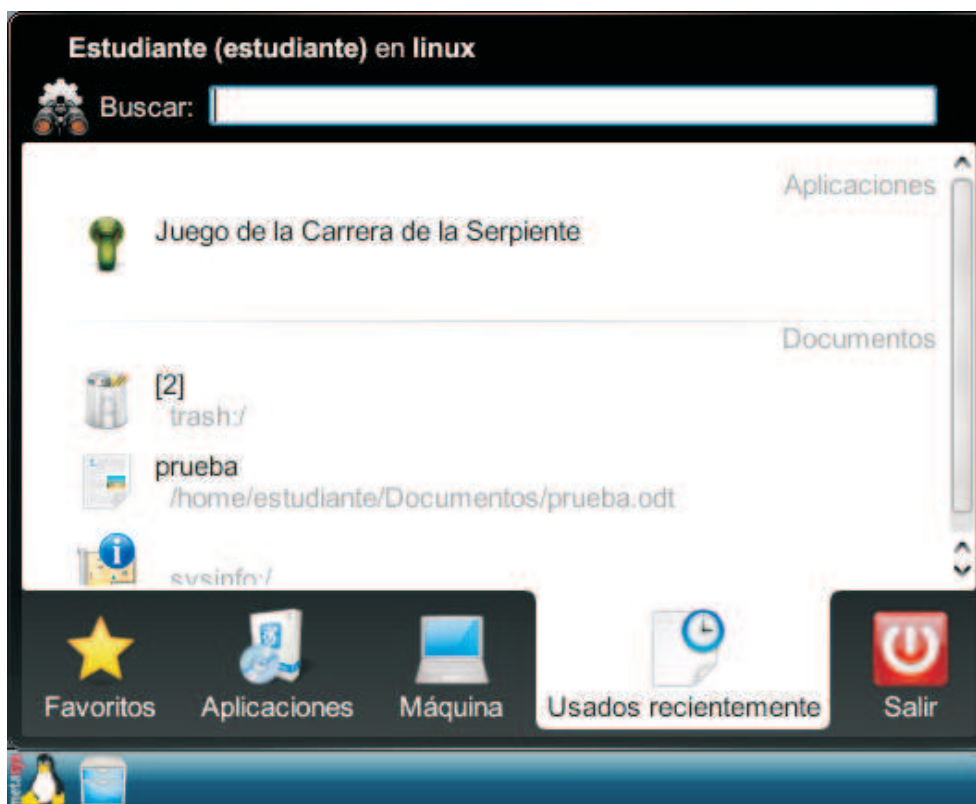 Estudiante (estudiante) en linux
Buscar:
Aplicaciones
Juego de la Carrera de la Serpiente
Documentos
[2]
trash:/
prueba
/home/estudiante/Documentos/prueba.odt
sysinfo:/
Favoritos
Aplicaciones
Máquina
Usados recientemente
Salir